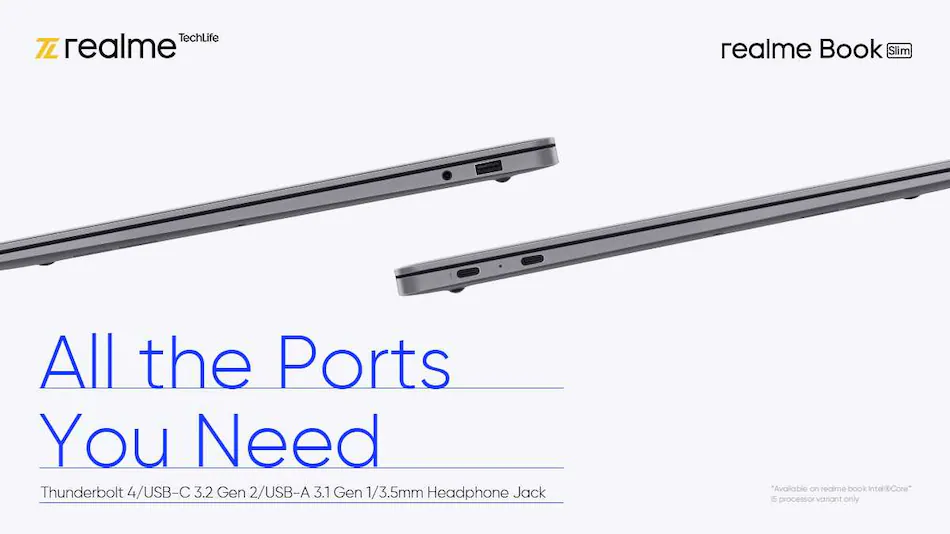 realme TechLife
realme Book Slim
All the Ports
You Need
Thunderbolt 4/USB-C 3.2 Gen 2/USB-A 3.1 Gen 1/3.5mm Headphone Jack
*Available on realme book Intel®Core™
i5 processor variant only